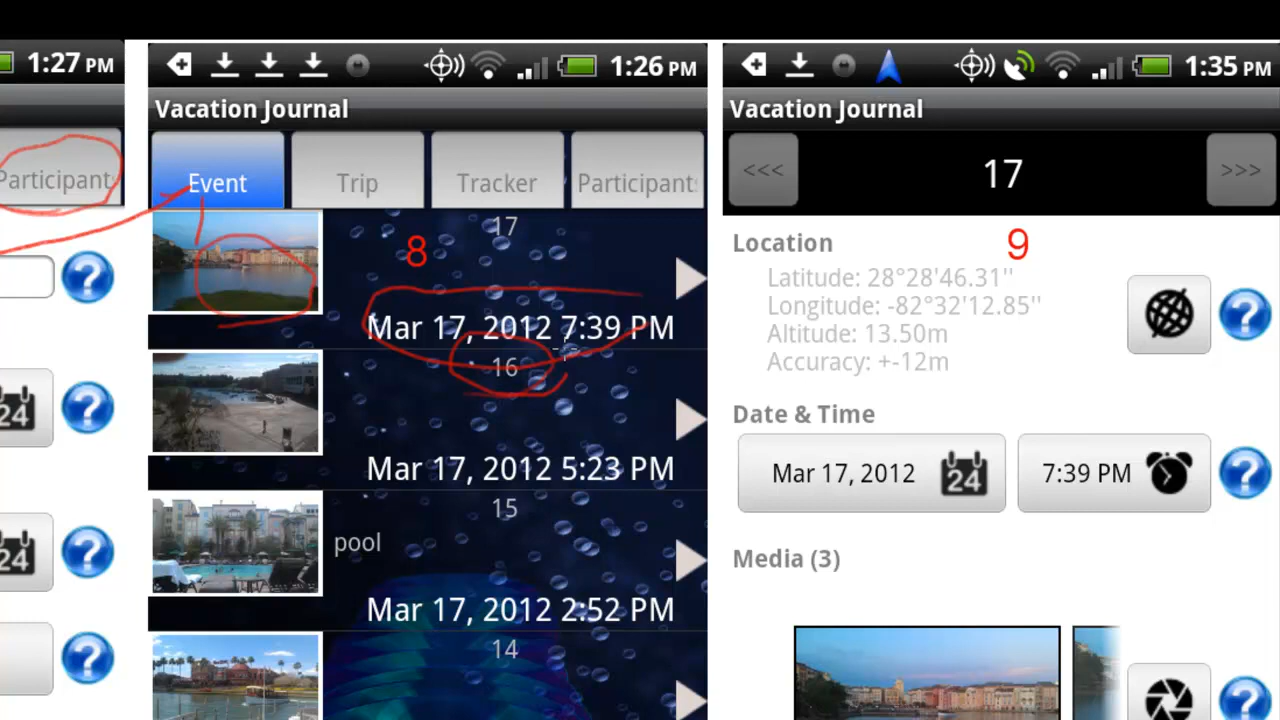 1:27 PM
Participant
24
?
24
?
?
?
1:26 PM
Vacation Journal
Event
Trip
Tracker
Participant
17
8
Mar 17, 2012 7:39 PM
16
Mar 17, 2012 5:23 PM
15
pool
Mar 17, 2012 2:52 PM
14
1:35 PM
Vacation Journal
<<<
17
>>>
Location
9
Latitude: 28°28'46.31''
Longitude: -82°32'12.85''
Altitude: 13.50m
Accuracy: +-12m
?
Date & Time
Mar 17, 2012
24
7:39 PM
?
Media (3)
?